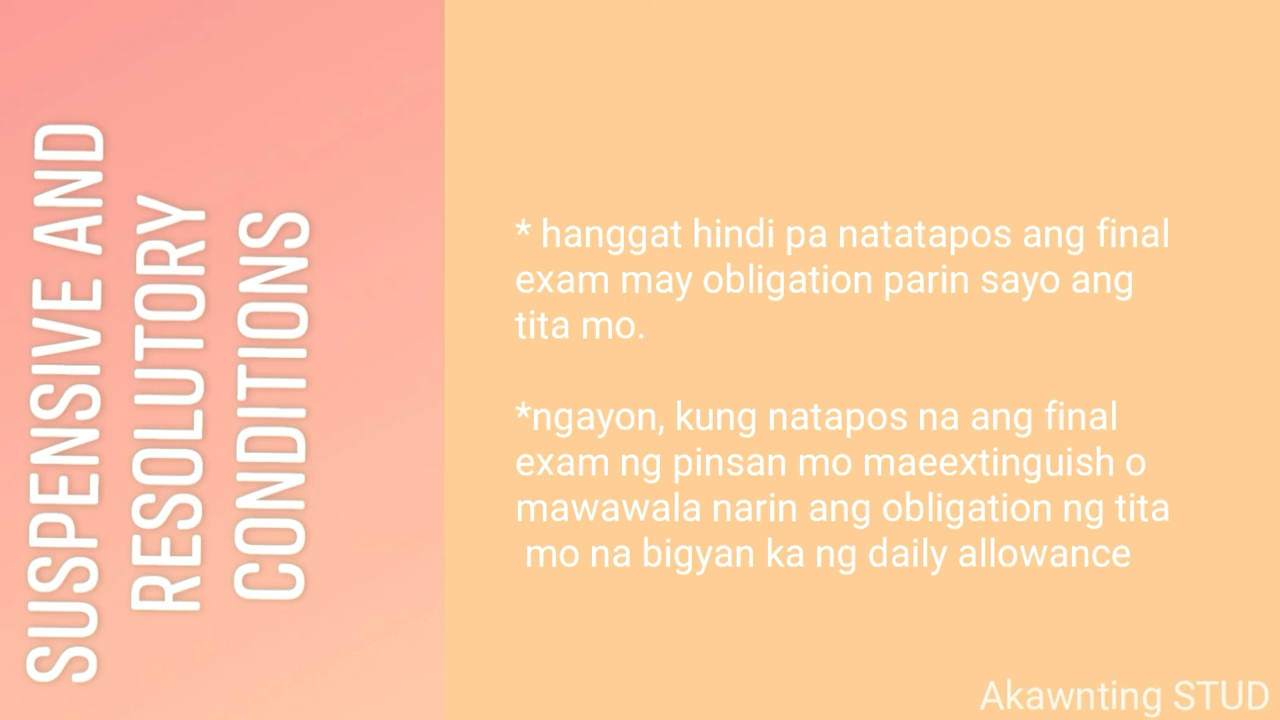 SUSPENSIVE AND
RESOLUTORY
CONDITIONS
* hanggat hindi pa natatapos ang final
exam may obligation parin sayo ang
tita mo.
*ngayon, kung natapos na ang final
exam ng pinsan mo maeextinguish o
mawawala narin ang obligation ng tita
mo na bigyan ka ng daily allowance
Akawnting STUD